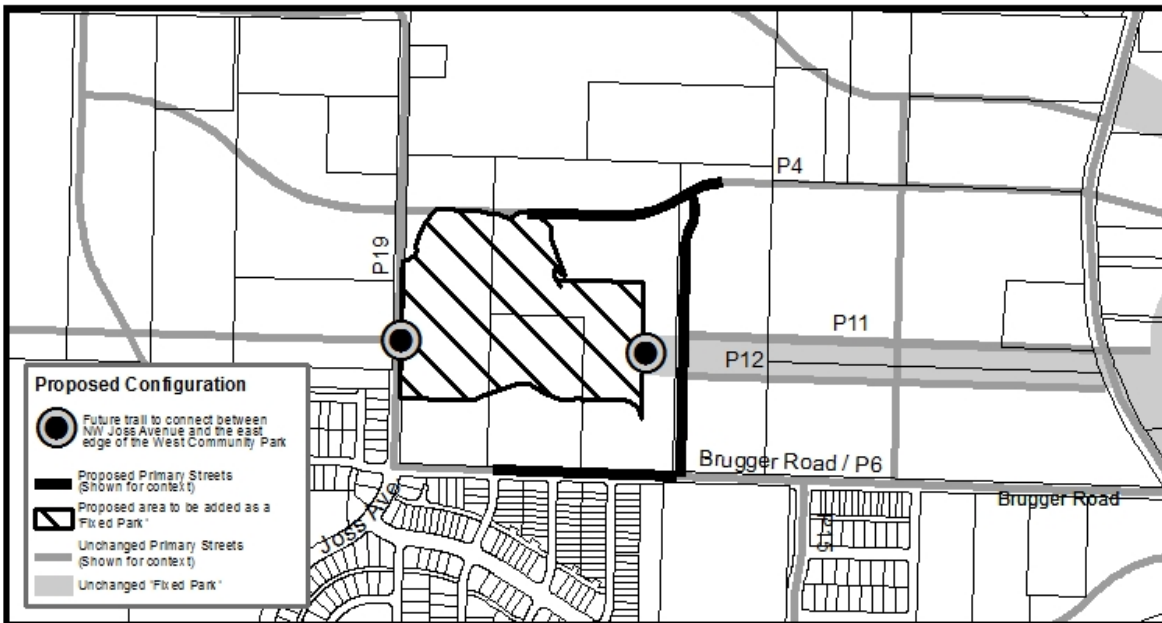 P4
P19
P11
P12
Brugger Road / P6
Brugger Road
Joss Ave
P15
Proposed Configuration
Future trail to connect between
NW Joss Avenue and the east
edge of the West Community Park
Proposed Primary Streets
(Shown for context)
Proposed area to be added as a
'Fixed Park'
Unchanged Primary Streets
(Shown for context)
Unchanged 'Fixed Park'